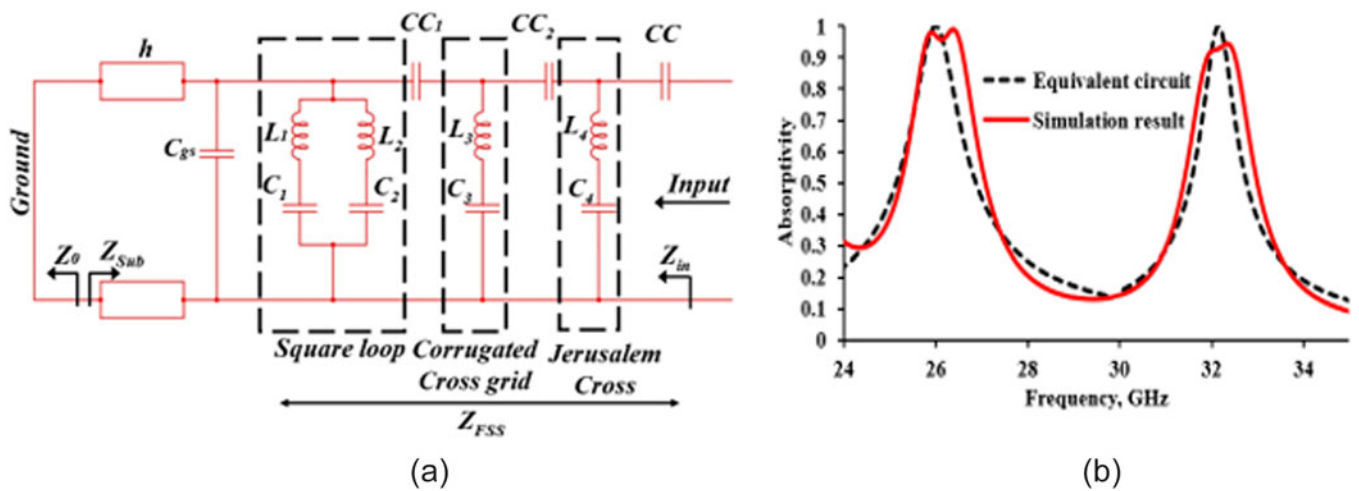 CC₁
CC₂
CC
h
L₁
L₂
L₃
L₄
Cgs
C₁
C₂
C₃
C₄
Input
Ground
Z₀
ZSub
Zin
Square loop
Corrugated
Cross grid
Jerusalem
Cross
ZFSS
(a)
Absorptivity
1
0.9
0.8
0.7
0.6
0.5
0.4
0.3
0.2
0.1
0
Equivalent circuit
Simulation result
24 26 28 30 32 34
Frequency, GHz
(b)